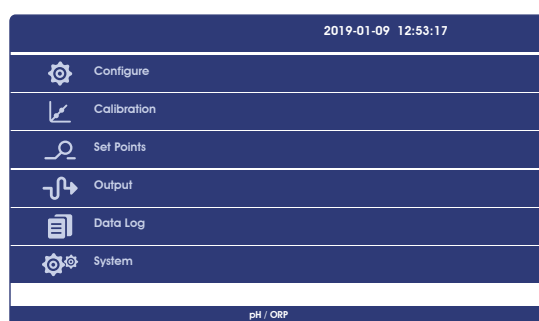 2019-01-09 12:53:17
Configure
Calibration
Set Points
Output
Data Log
System
pH / ORP